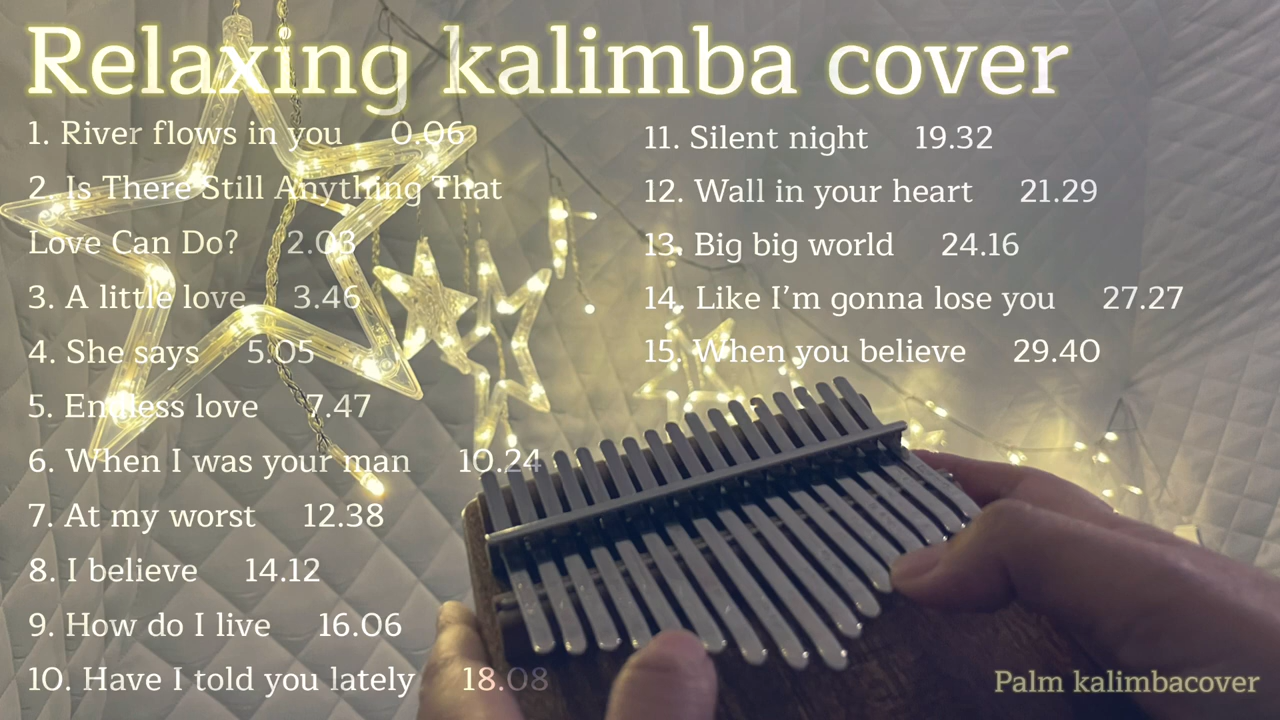 Relaxing kalimba cover
1. River flows in you 0.06
2. Is There Still Anything That
Love Can Do? 2.03
3. A little love 3.46
4. She says 5.05
5. Endless love 7.47
6. When I was your man 10.24
7. At my worst 12.38
8. I believe 14.12
9. How do I live 16.06
10. Have I told you lately 18.08
11. Silent night 19.32
12. Wall in your heart 21.29
13. Big big world 24.16
14. Like I'm gonna lose you 27.27
15. When you believe 29.40
Palm kalimbacover